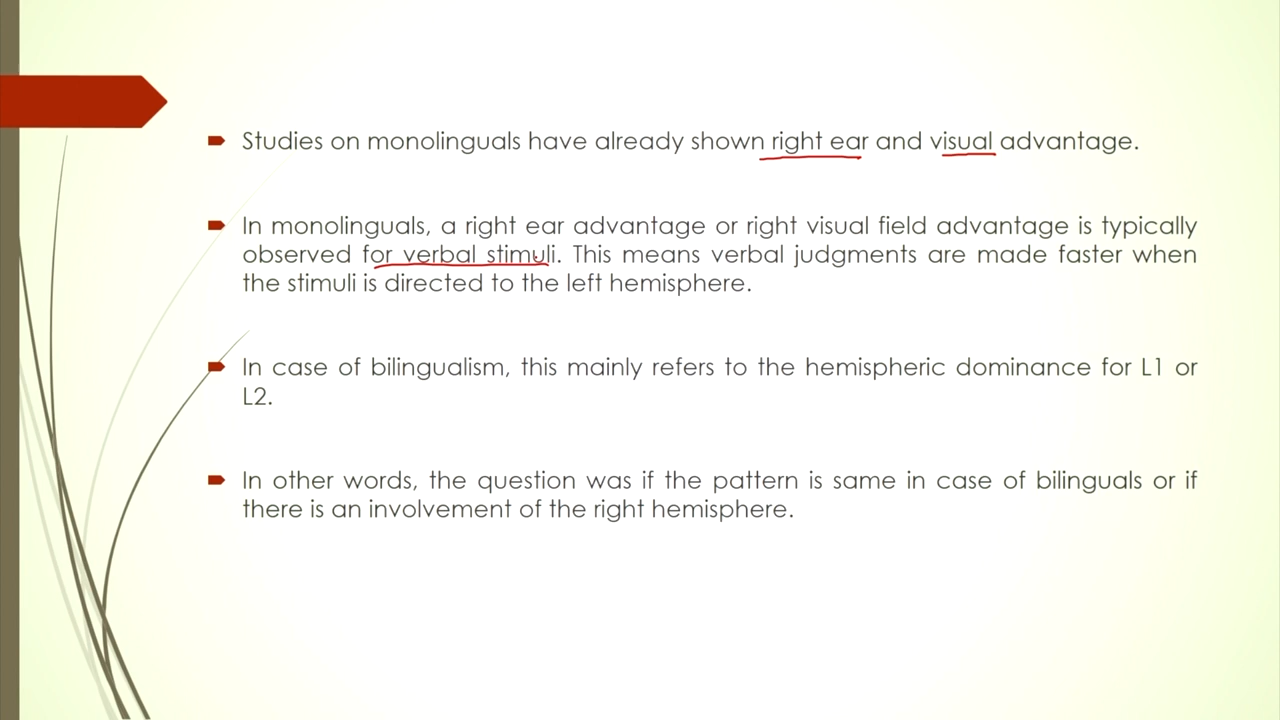 Studies on monolinguals have already shown right ear and visual advantage.
In monolinguals, a right ear advantage or right visual field advantage is typically
observed for verbal stimuli. This means verbal judgments are made faster when
the stimuli is directed to the left hemisphere.
In case of bilingualism, this mainly refers to the hemispheric dominance for L1 or
L2.
In other words, the question was if the pattern is same in case of bilinguals or if
there is an involvement of the right hemisphere.